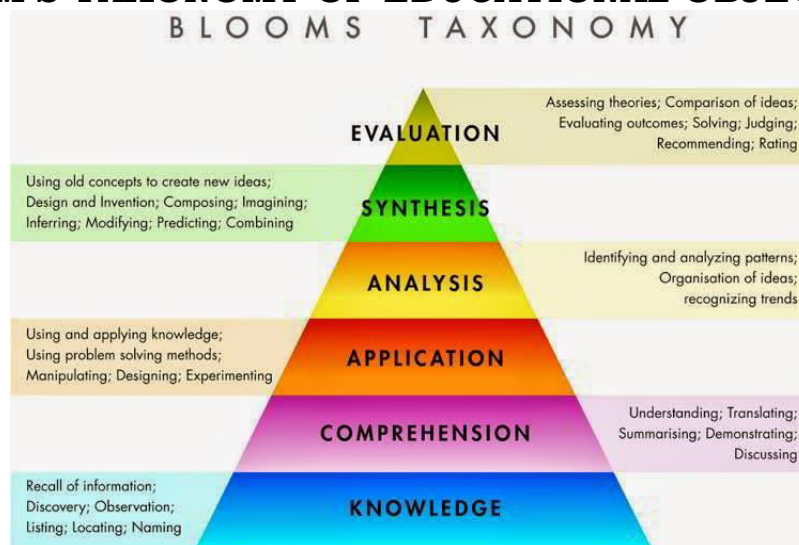 BLOOMS TAXONOMY
EVALUATION
Assessing theories; Comparison of ideas;
Evaluating outcomes; Solving; Judging;
Recommending; Rating
Using old concepts to create new ideas;
Design and Invention; Composing; Imagining;
Inferring; Modifying; Predicting; Combining
SYNTHESIS
ANALYSIS
Identifying and analyzing patterns;
Organisation of ideas;
recognizing trends
Using and applying knowledge;
Using problem solving methods;
Manipulating; Designing; Experimenting
APPLICATION
COMPREHENSION
Understanding; Translating;
Summarising; Demonstrating;
Discussing
Recall of information;
Discovery; Observation;
Listing; Locating; Naming
KNOWLEDGE